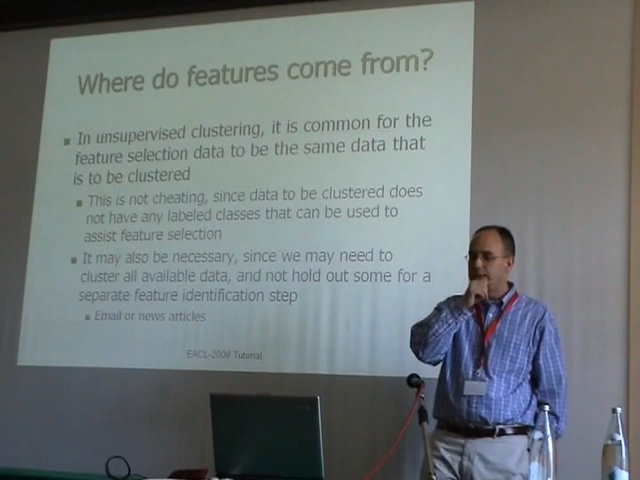 Where do features come from?
In unsupervised clustering, it is common for the
feature selection data to be the same data that
is to be clustered
This is not cheating, since data to be clustered does
not have any labeled classes that can be used to
assist feature selection
It may also be necessary, since we may need to
cluster all available data, and not hold out some for a
separate feature identification step
Email or news articles
EACL-2006 Tutorial